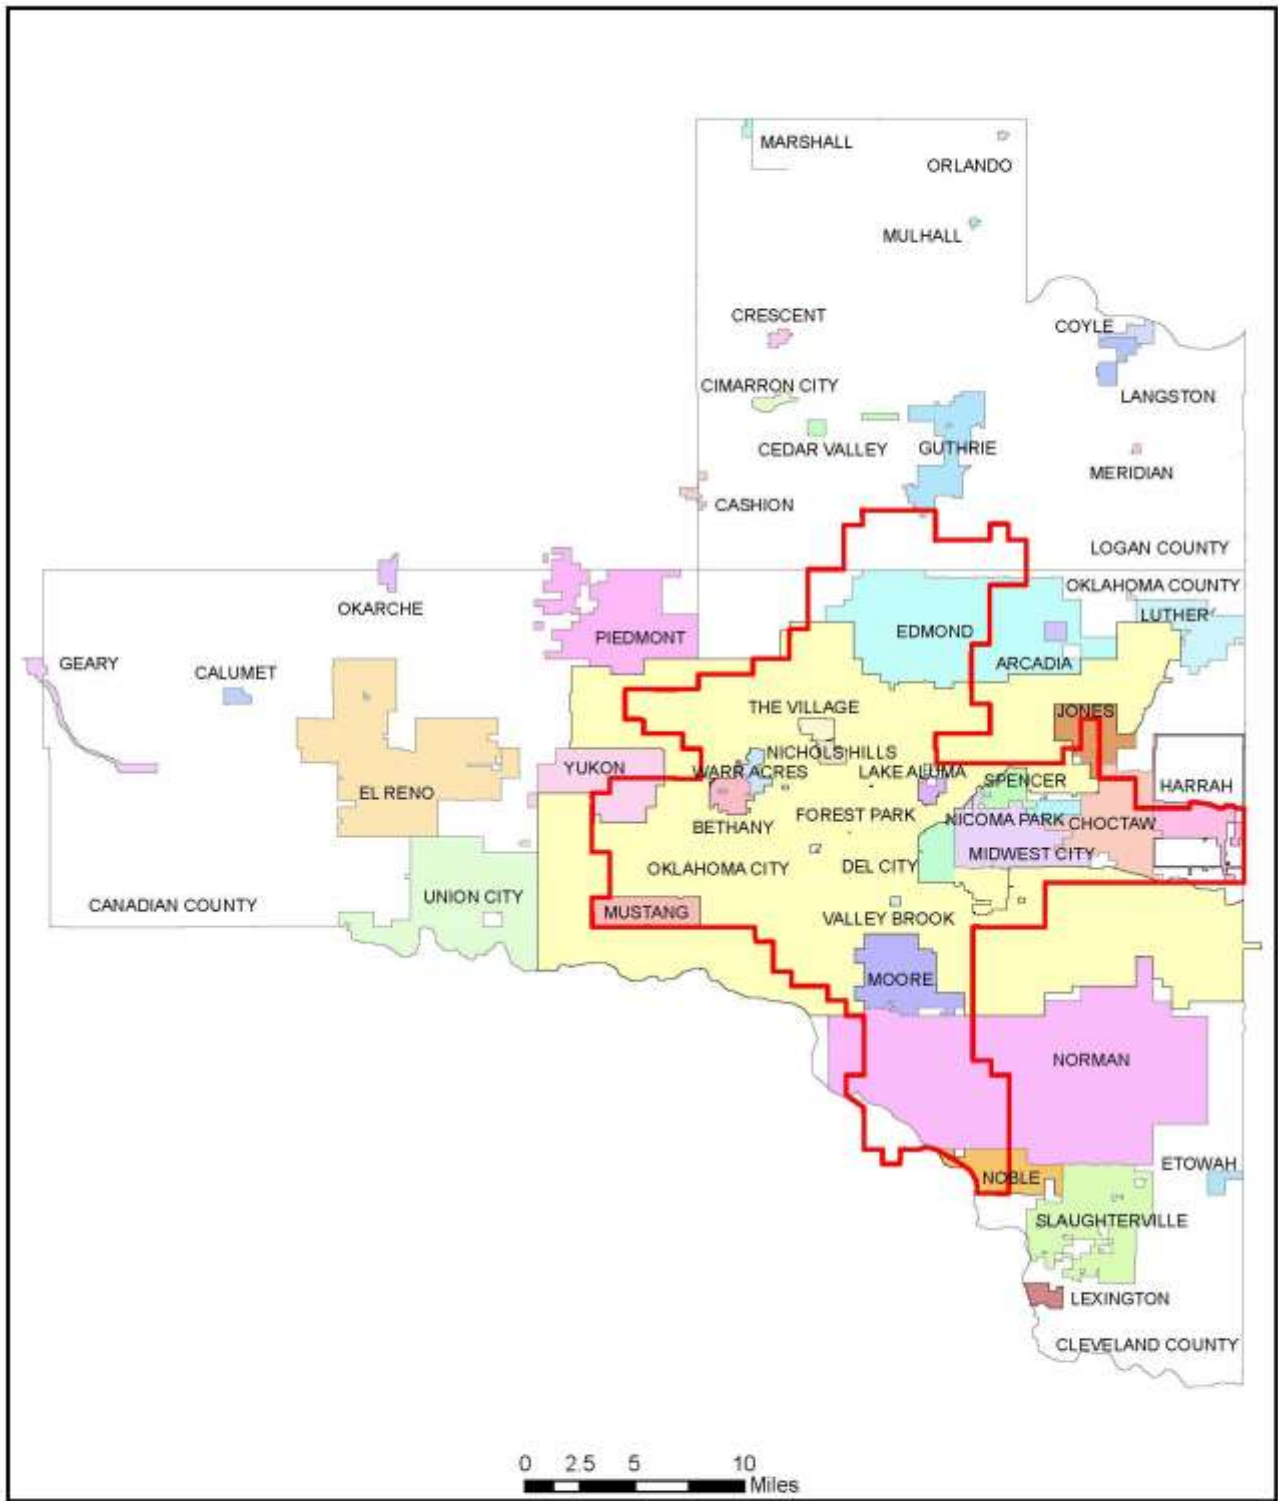 MARSHALL
ORLANDO
MULHALL
CRESCENT
COYLE
CIMARRON CITY
LANGSTON
CEDAR VALLEY
GUTHRIE
MERIDIAN
CASHION
LOGAN COUNTY
OKLAHOMA COUNTY
OKARCHE
LUTHER
PIEDMONT
EDMOND
GEARY
ARCADIA
CALUMET
THE VILLAGE
JONES
NICHOLS HILLS
YUKON
WARR ACRES
LAKE ALUMA
SPENCER
HARRAH
EL RENO
FOREST PARK
NICOMA PARK
CHOCTAW
BETHANY
MIDWEST CITY
OKLAHOMA CITY
DEL CITY
UNION CITY
CANADIAN COUNTY
MUSTANG
VALLEY BROOK
MOORE
NORMAN
ETOWAH
NOBLE
SLAUGHTERVILLE
LEXINGTON
CLEVELAND COUNTY
0 2.5 5 10
Miles